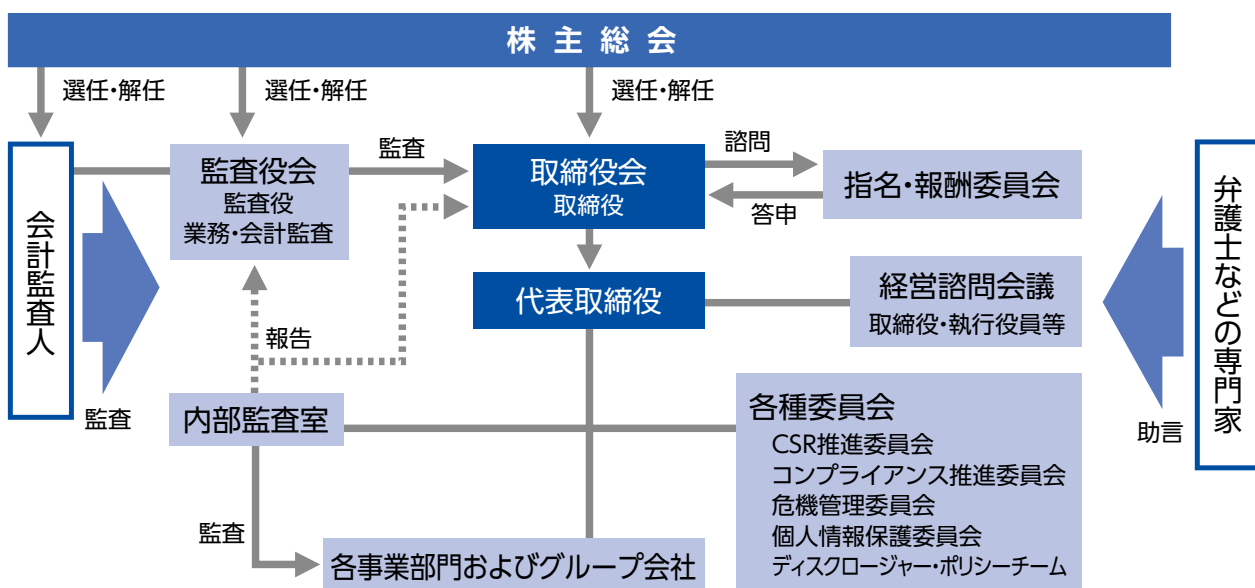 株主総会
選任・解任
選任・解任
選任・解任
会計監査人
監査役会
監査役
業務・会計監査
監査
取締役会
取締役
諮問
答申
指名・報酬委員会
弁護士などの専門家
代表取締役
経営諮問会議
取締役・執行役員等
報告
監査
内部監査室
各種委員会
CSR推進委員会
コンプライアンス推進委員会
危機管理委員会
個人情報保護委員会
ディスクロージャー・ポリシーチーム
助言
監査
各事業部門およびグループ会社